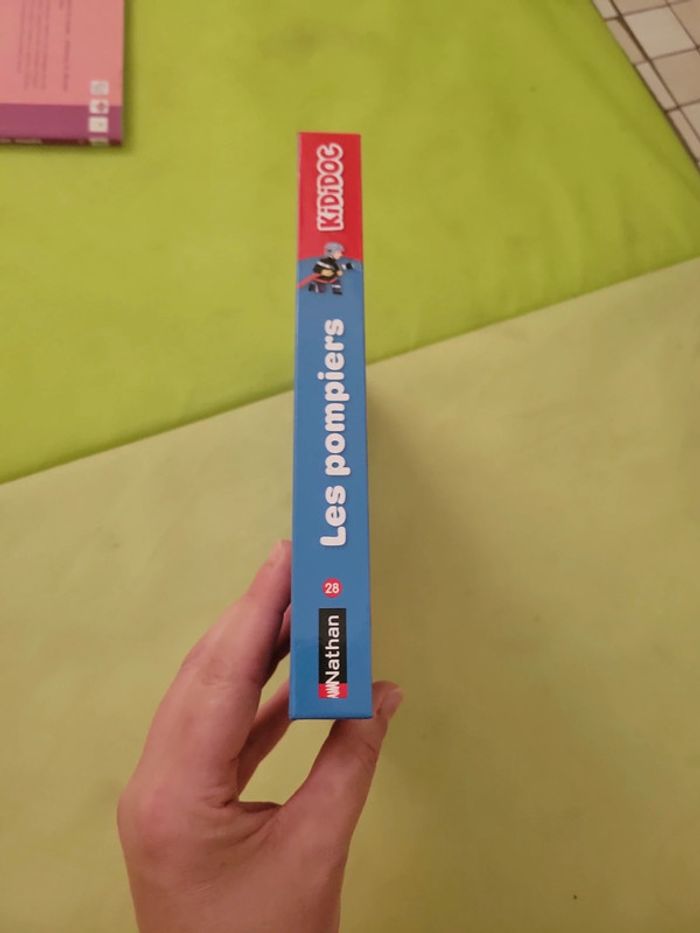 KiDiDOC
Les pompiers
28
Nathan